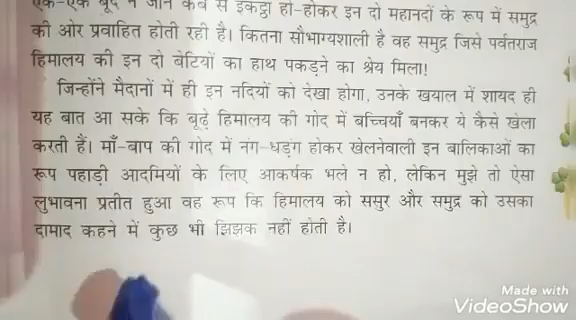 एक-एक बूँद न जाने कब से इकट्ठा हो-होकर इन दो महानदों के रूप में समुद्र
की ओर प्रवाहित होती रही है। कितना सौभाग्यशाली है वह समुद्र जिसे पर्वतराज
हिमालय की इन दो बेटियों का हाथ पकड़ने का श्रेय मिला!
जिन्होंने मैदानों में ही इन नदियों को देखा होगा, उनके खयाल में शायद ही
यह बात आ सके कि बूढ़े हिमालय की गोद में बच्चियाँ बनकर ये कैसे खेला
करती हैं। माँ-बाप की गोद में नंग-धड़ंग होकर खेलनेवाली इन बालिकाओं का
रूप पहाड़ी आदमियों के लिए आकर्षक भले न हो, लेकिन मुझे तो ऐसा
लुभावना प्रतीत हुआ वह रूप कि हिमालय को ससुर और समुद्र को उसका
दामाद कहने में कुछ भी झिझक नहीं होती है।
Made with
VideoShow